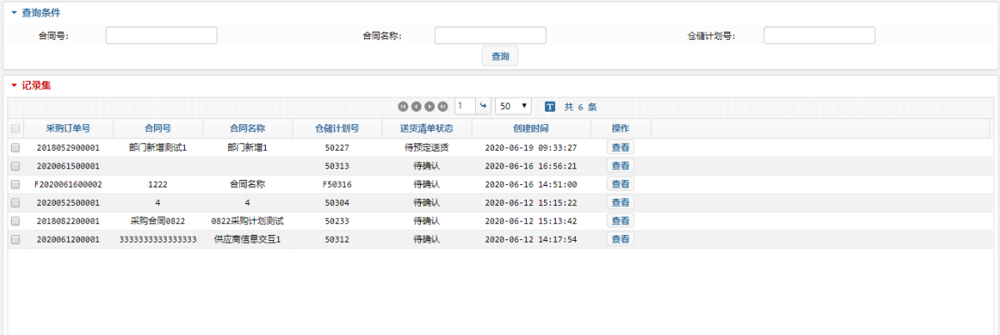 查询条件
合同号: 合同名称: 仓储计划号:
查询
记录集
1 50 T 共 6 条
采购订单号 合同号 合同名称 仓储计划号 送货清单状态 创建时间 操作
2018052900001 部门新增测试1 部门新增1 50227 待预定送货 2020-06-19 09:33:27 查看
2020061500001 50313 待确认 2020-06-16 16:56:21 查看
F2020061600002 1222 合同名称 F50316 待确认 2020-06-16 14:51:00 查看
2020052500001 4 4 50304 待确认 2020-06-12 15:15:22 查看
2018082200001 采购合同0822 0822采购计划测试 50233 待确认 2020-06-12 15:13:42 查看
2020061200001 3333333333333333 供应商信息交互1 50312 待确认 2020-06-12 14:17:54 查看